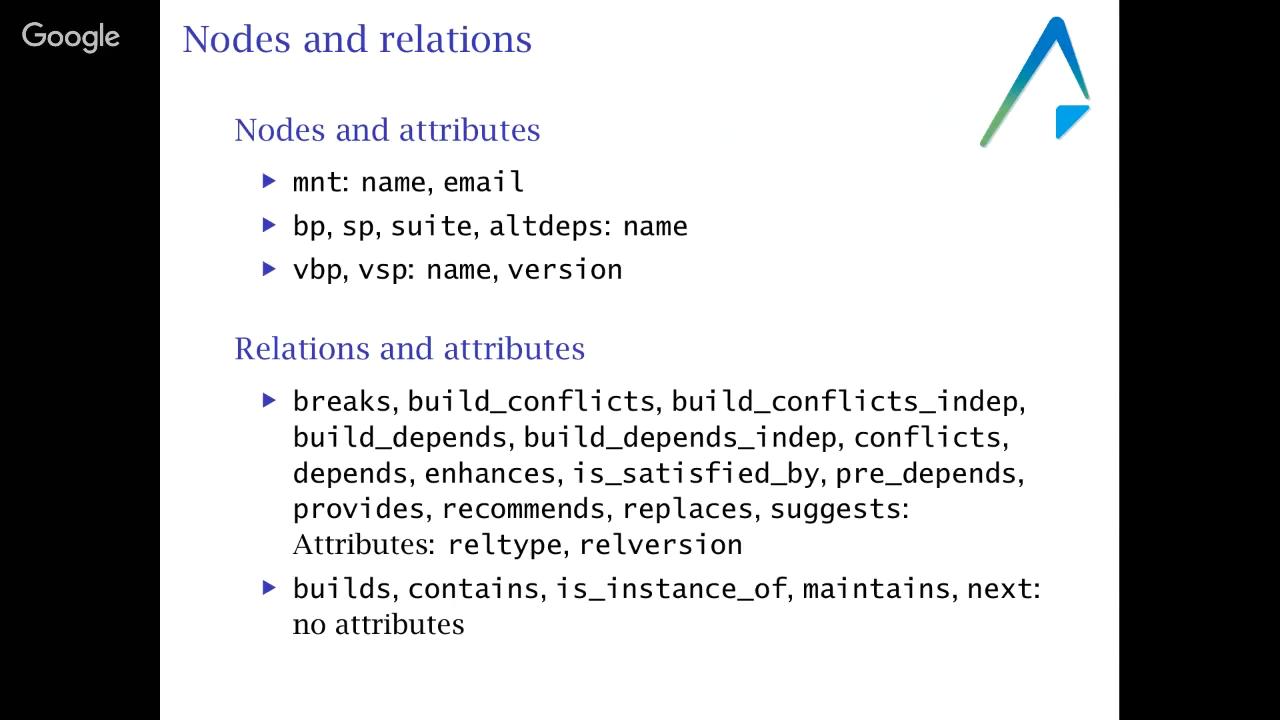 Google
Nodes and relations
Nodes and attributes
mnt: name, email
bp, sp, suite, altdeps: name
vbp, vsp: name, version
Relations and attributes
breaks, build_conflicts, build_conflicts_indep,
build_depends, build_depends_indep, conflicts,
depends, enhances, is_satisfied_by, pre_depends,
provides, recommends, replaces, suggests:
Attributes: reltype, relversion
builds, contains, is_instance_of, maintains, next:
no attributes